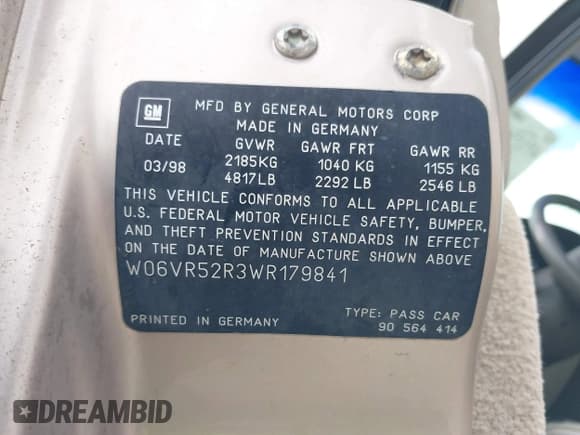 GM
MFD BY GENERAL MOTORS CORP
MADE IN GERMANY
DATE GVWR GAWR FRT GAWR RR
03/98 2185KG 1040 KG 1155 KG
4817LB 2292 LB 2546 LB
THIS VEHICLE CONFORMS TO ALL APPLICABLE
U.S. FEDERAL MOTOR VEHICLE SAFETY, BUMPER,
AND THEFT PREVENTION STANDARDS IN EFFECT
ON THE DATE OF MANUFACTURE SHOWN ABOVE
W06VR52R3WR179841
TYPE: PASS CAR
PRINTED IN GERMANY 90 564 414
DREAMBID